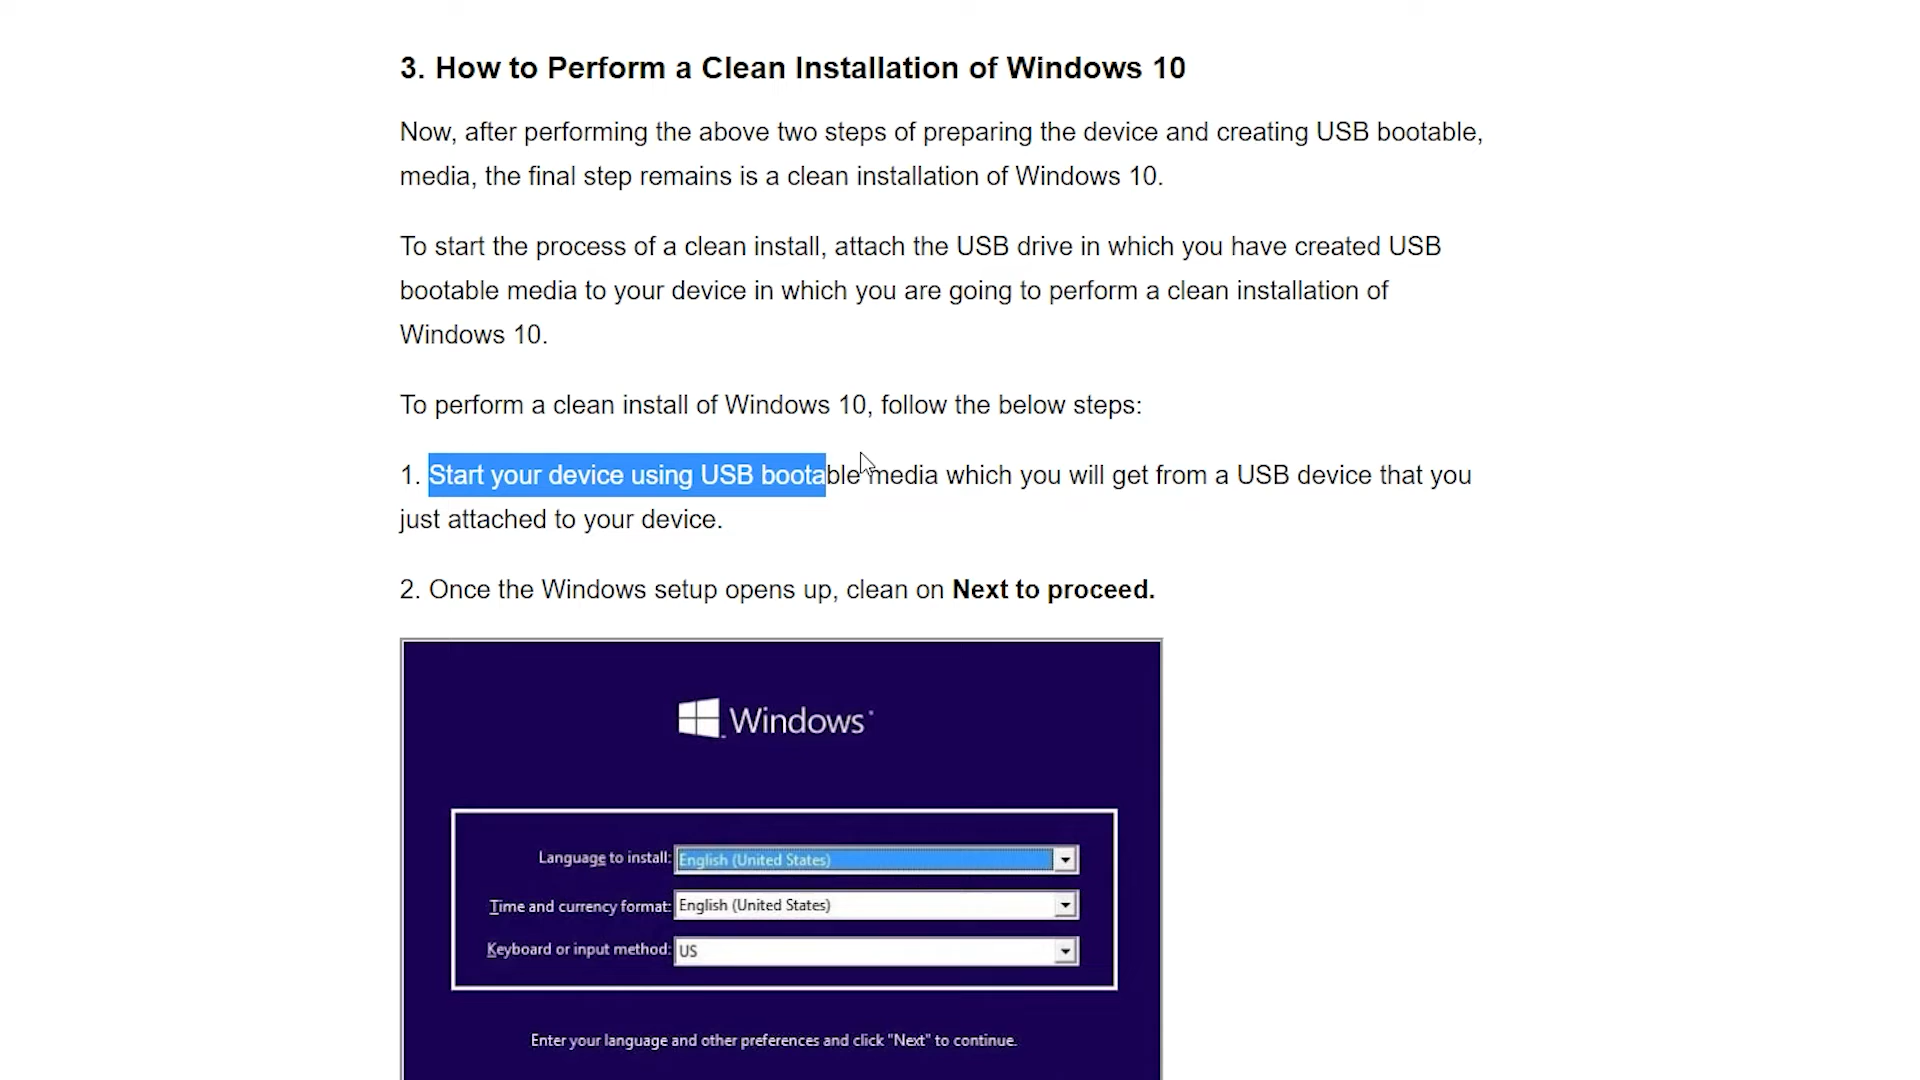 3. How to Perform a Clean Installation of Windows 10
Now, after performing the above two steps of preparing the device and creating USB bootable,
media, the final step remains is a clean installation of Windows 10.
To start the process of a clean install, attach the USB drive in which you have created USB
bootable media to your device in which you are going to perform a clean installation of
Windows 10.
To perform a clean install of Windows 10, follow the below steps:
1. Start your device using USB bootable media which you will get from a USB device that you
just attached to your device.
2. Once the Windows setup opens up, clean on Next to proceed.
Windows
Language to install: English (United States)
Time and currency format: English (United States)
Keyboard or input method: US
Enter your language and other preferences and click "Next" to continue.